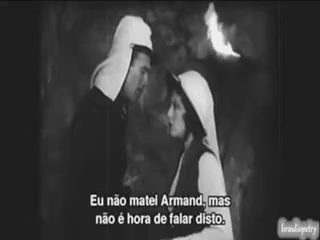 Eu não matei Armand, mas
não é hora de falar disto.